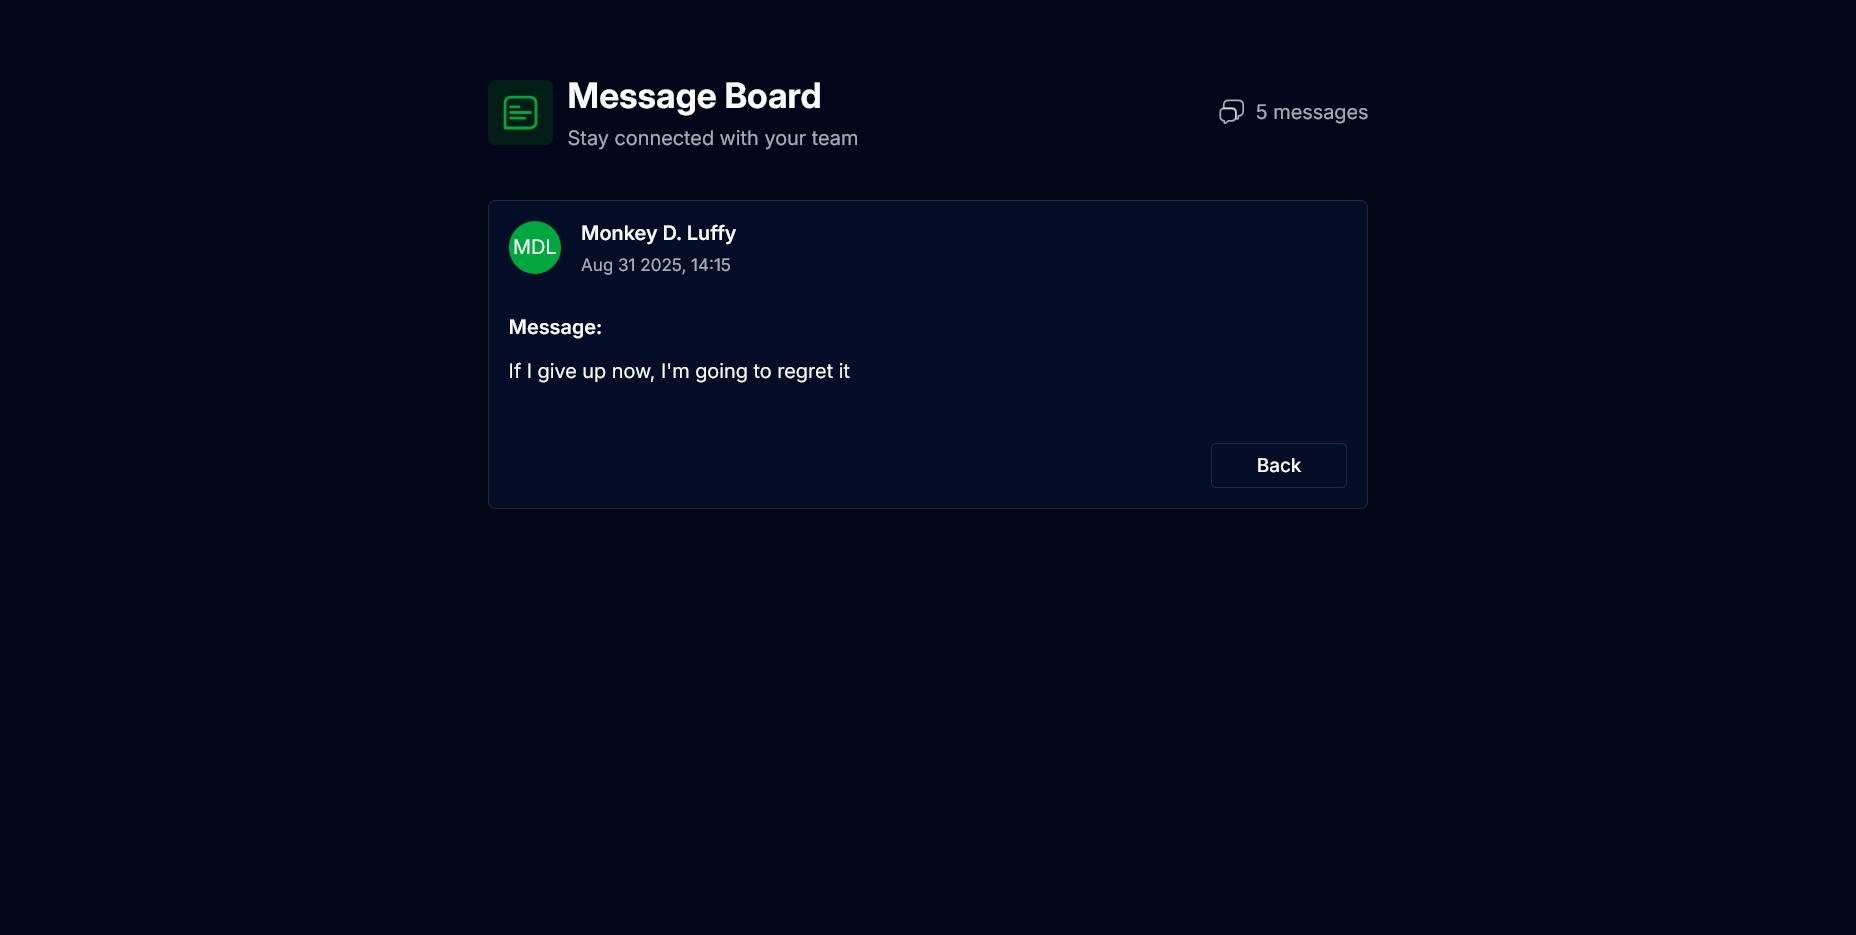 Message Board
Stay connected with your team
5 messages
MDL
Monkey D. Luffy
Aug 31 2025, 14:15
Message:
If I give up now, I'm going to regret it
Back